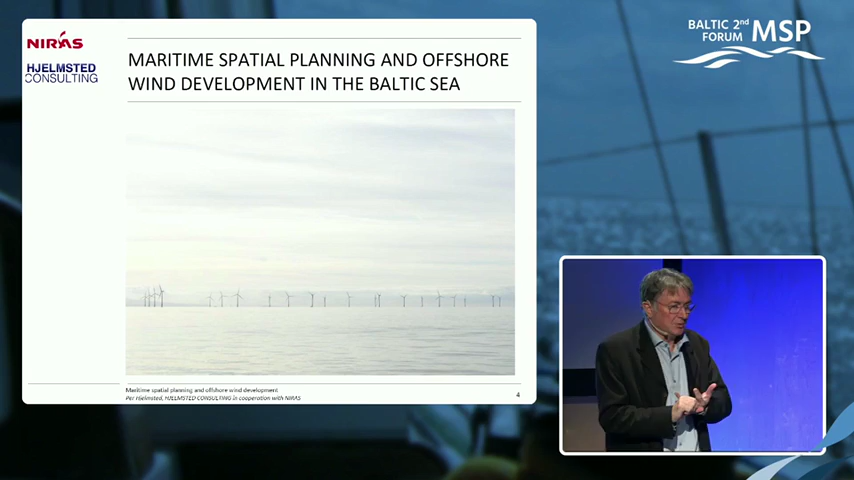 NIRAS
HJELMSTED
CONSULTING
MARITIME SPATIAL PLANNING AND OFFSHORE
WIND DEVELOPMENT IN THE BALTIC SEA
Maritime spatial planning and offshore wind development
Per Hjelmsted, HJELMSTED CONSULTING in cooperation with NIRAS
4
BALTIC 2nd
FORUM MSP